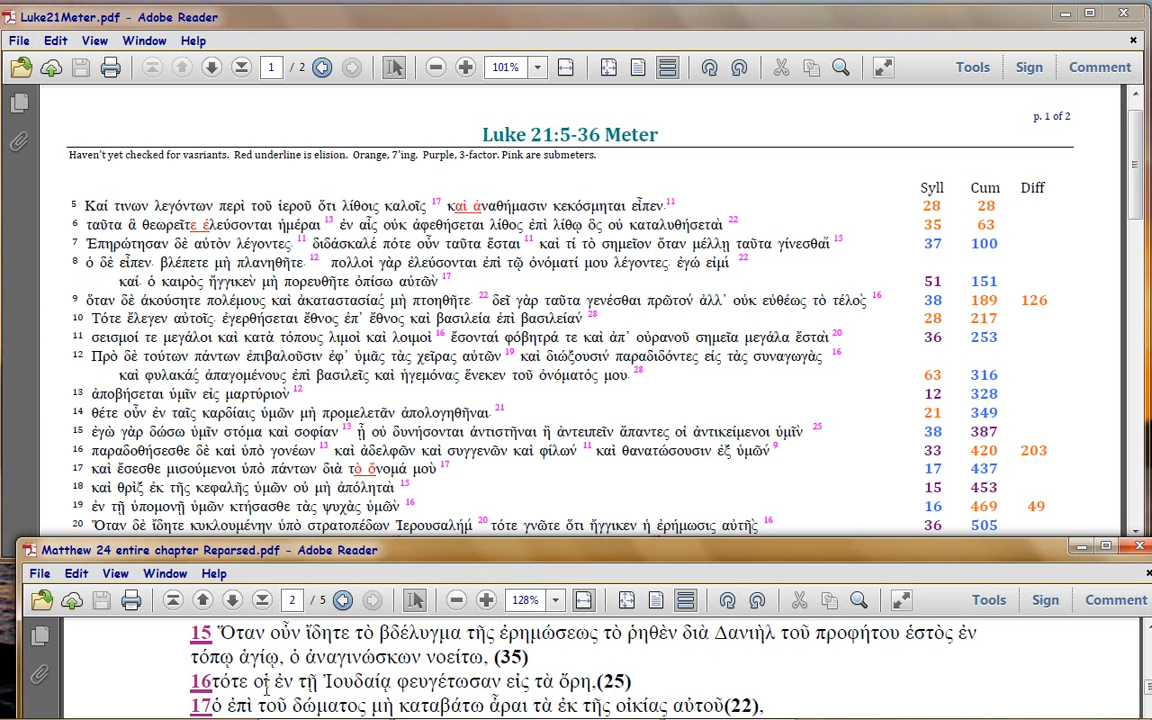 Luke21Meter.pdf - Adobe Reader
File Edit View Window Help
1 / 2 101% Tools Sign Comment
p. 1 of 2
Luke 21:5-36 Meter
Haven't yet checked for vasriants. Red underline is elision. Orange, 7'ing. Purple, 3-factor. Pink are submeters.
Syll Cum Diff
5 Καί τινων λεγόντων περὶ τοῦ ἱεροῦ ὅτι λίθοις καλοῖς 17 καὶ ἀναθήμασιν κεκόσμηται εἶπεν. 11 28 28
6 ταῦτα ἃ θεωρεῖτε ἐλεύσονται ἡμέραι 13 ἐν αἷς οὐκ ἀφεθήσεται λίθος ἐπὶ λίθῳ ὃς οὐ καταλυθήσεταὶ 22 35 63
7 Ἐπηρώτησαν δὲ αὐτὸν λέγοντες. 11 διδάσκαλέ πότε οὖν ταῦτα ἔσται 11 καὶ τί τὸ σημεῖον ὅταν μέλλῃ ταῦτα γίνεσθαἵ 15 37 100
8 ὁ δὲ εἶπεν. βλέπετε μὴ πλανηθῆτε. 12 πολλοὶ γὰρ ἐλεύσονται ἐπὶ τῷ ὀνόματί μου λέγοντες. ἐγώ εἰμί 22
καί. ὁ καιρὸς ἤγγικεν μὴ πορευθῆτε ὀπίσω αὐτῶν 17 51 151
9 ὅταν δὲ ἀκούσητε πολέμους καὶ ἀκαταστασίας μὴ πτοηθῆτε. 22 δεῖ γὰρ ταῦτα γενέσθαι πρῶτον ἀλλ᾽ οὐκ εὐθέως τὸ τέλος 16 38 189 126
10 Τότε ἔλεγεν αὐτοῖς. ἐγερθήσεται ἔθνος ἐπ᾽ ἔθνος καὶ βασιλεία ἐπὶ βασιλείαν 28 28 217
11 σεισμοί τε μεγάλοι καὶ κατὰ τόπους λιμοὶ καὶ λοιμοὶ 16 ἔσονταί φόβητρά τε καὶ ἀπ᾽ οὐρανοῦ σημεῖα μεγάλα ἔσταὶ 20 36 253
12 Πρὸ δὲ τούτων πάντων ἐπιβαλοῦσιν ἐφ᾽ ὑμᾶς τὰς χεῖρας αὐτῶν 19 καὶ διώξουσιν παραδιδόντες εἰς τὰς συναγωγὰς 16
καὶ φυλακάς ἀπαγομένους ἐπὶ βασιλεῖς καὶ ἡγεμόνας ἕνεκεν τοῦ ὀνόματός μου. 28 63 316
13 ἀποβήσεται ὑμῖν εἰς μαρτύριον 12 12 328
14 θέτε οὖν ἐν ταῖς καρδίαις ὑμῶν μὴ προμελετᾶν ἀπολογηθῆναι. 21 21 349
15 ἐγὼ γὰρ δώσω ὑμῖν στόμα καὶ σοφίαν 13 ᾗ οὐ δυνήσονται ἀντιστῆναι ἢ ἀντειπεῖν ἅπαντες οἱ ἀντικείμενοι ὑμῖν 25 38 387
16 παραδοθήσεσθε δὲ καὶ ὑπὸ γονέων 13 καὶ ἀδελφῶν καὶ συγγενῶν καὶ φίλων 11 καὶ θανατώσουσιν ἐξ ὑμῶν 9 33 420 203
17 καὶ ἔσεσθε μισούμενοι ὑπὸ πάντων διὰ τὸ ὄνομά μοὺ 17 17 437
18 καὶ θρὶξ ἐκ τῆς κεφαλῆς ὑμῶν οὐ μὴ ἀπόληταὶ 15 15 453
19 ἐν τῇ ὑπομονῇ ὑμῶν κτήσασθε τὰς ψυχὰς ὑμῶν 16 16 469 49
20 Ὅταν δὲ ἴδητε κυκλουμένην ὑπὸ στρατοπέδων Ἰερουσαλήμ 20 τότε γνῶτε ὅτι ἤγγικεν ἡ ἐρήμωσις αὐτῆς 16 36 505
Matthew 24 entire chapter Reparsed.pdf - Adobe Reader
File Edit View Window Help
2 / 5 128% Tools Sign Comment
15 Ὅταν οὖν ἴδητε τὸ βδέλυγμα τῆς ἐρημώσεως τὸ ῥηθὲν διὰ Δανιὴλ τοῦ προφήτου ἑστὸς ἐν
τόπῳ ἁγίῳ, ὁ ἀναγινώσκων νοείτω, (35)
16τότε οἱ ἐν τῇ Ἰουδαίᾳ φευγέτωσαν εἰς τὰ ὄρη,(25)
17ὁ ἐπὶ τοῦ δώματος μὴ καταβάτω ἆραι τὰ ἐκ τῆς οἰκίας αὐτοῦ(22),